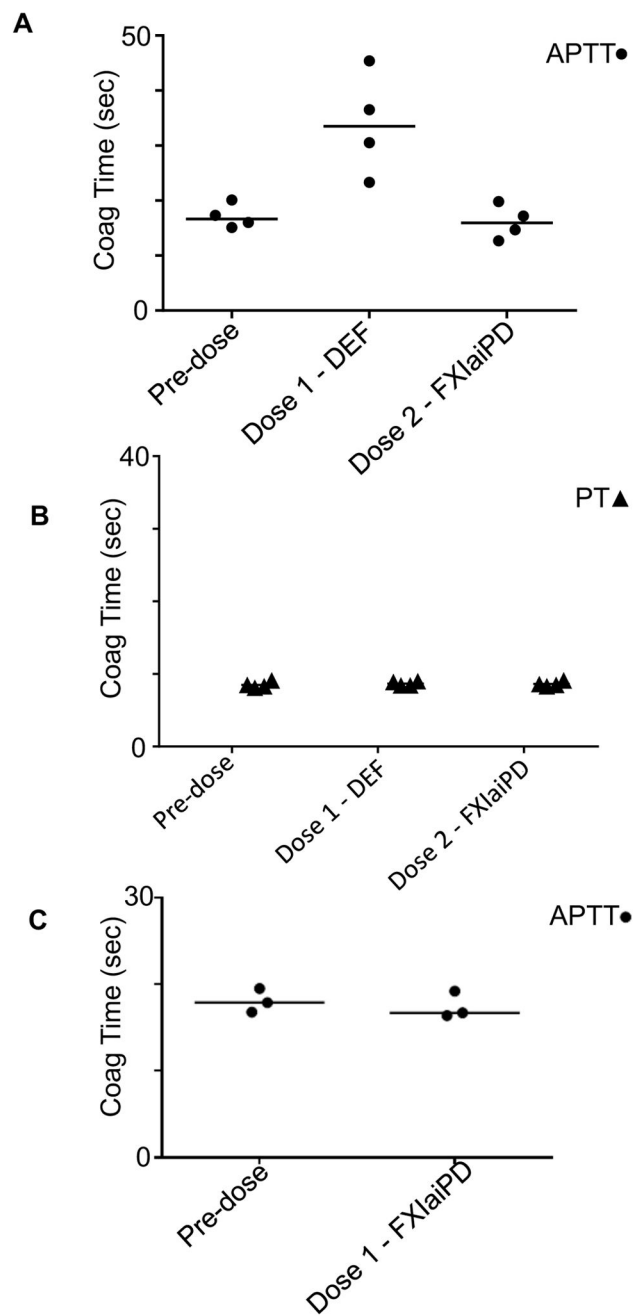 A
50
APTT
Coag Time (sec)
0
Pre-dose
Dose 1 - DEF
Dose 2 - FXIaiPD
40
B
PT
Coag Time (sec)
0
Pre-dose
Dose 1 - DEF
Dose 2 - FXIaiPD
30
C
APTT
Coag Time (sec)
0
Pre-dose
Dose 1 - FXIaiPD